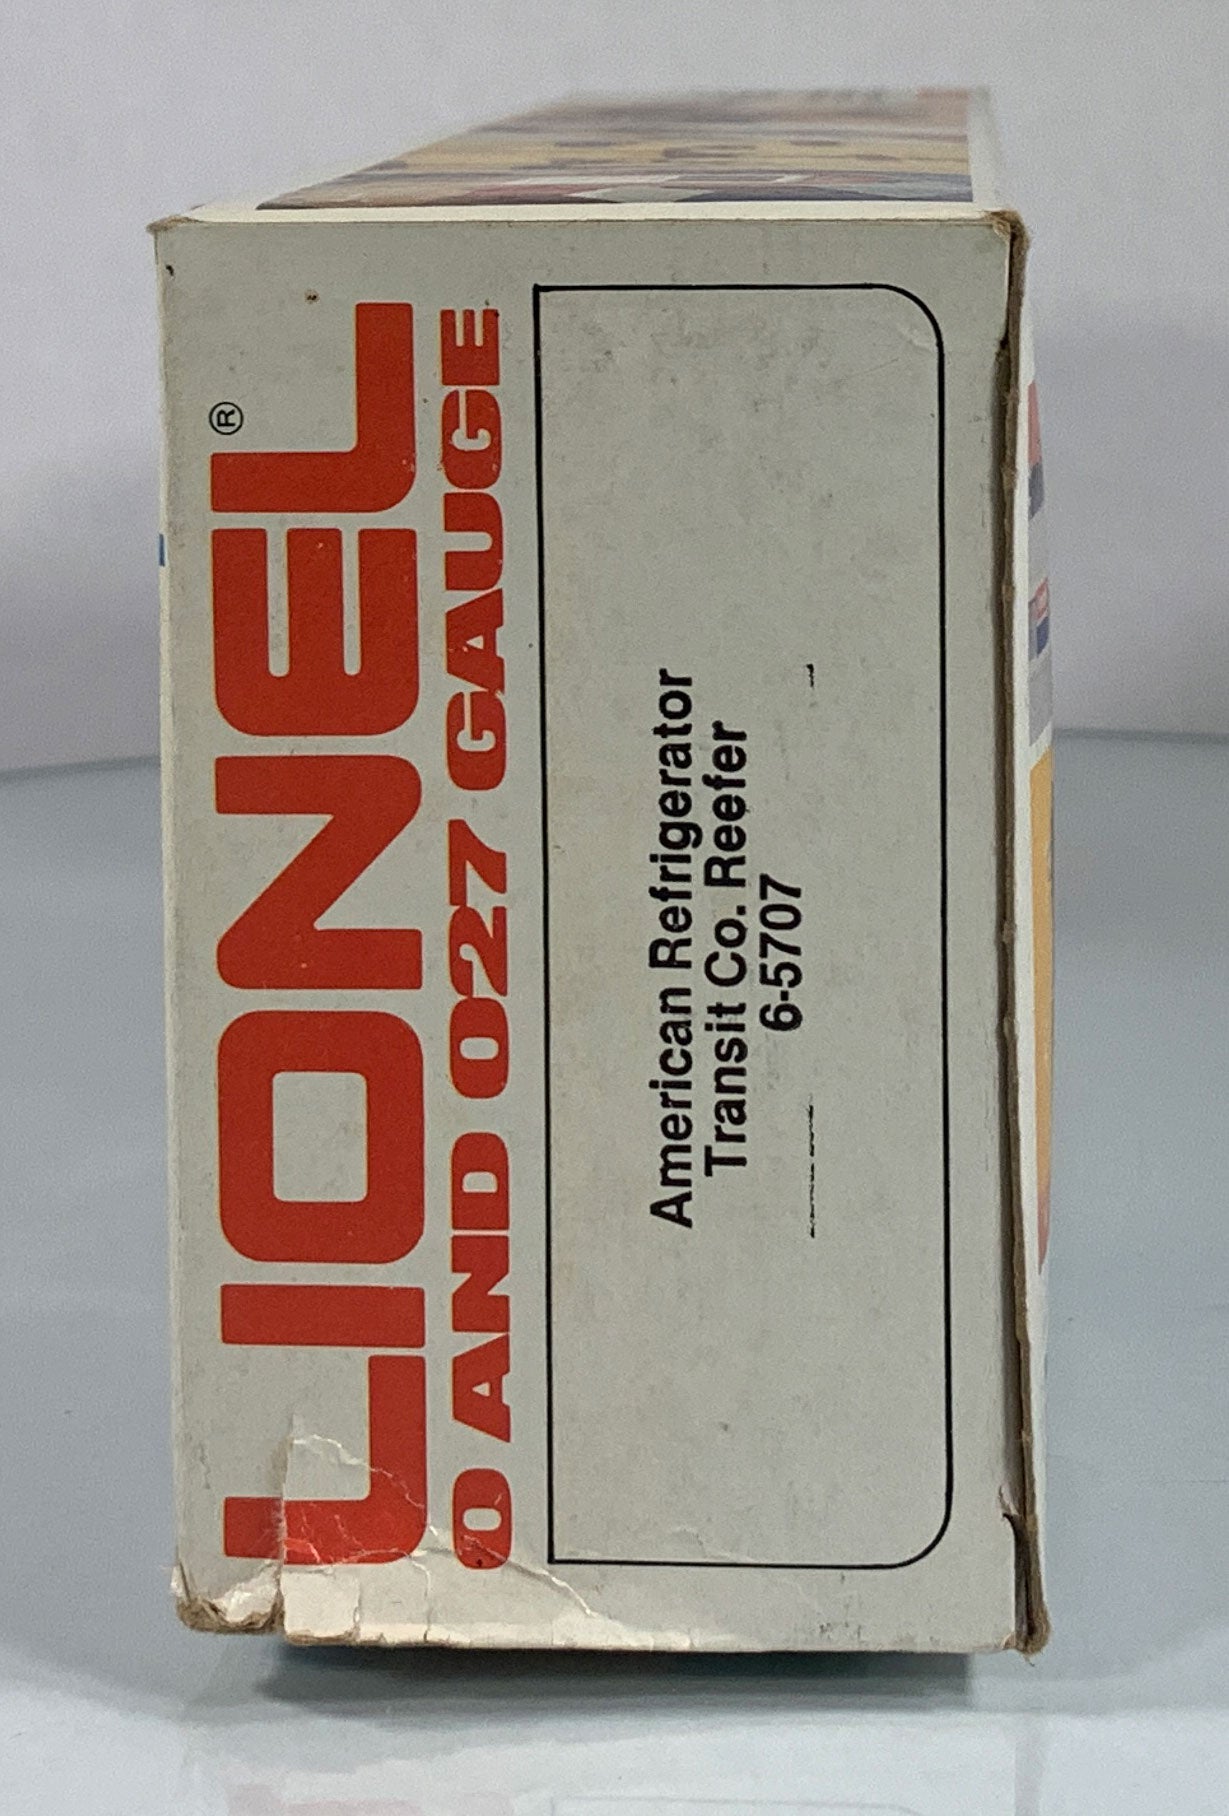 LIONEL®
O AND O27 GAUGE
American Refrigerator
Transit Co. Reefer
6-5707